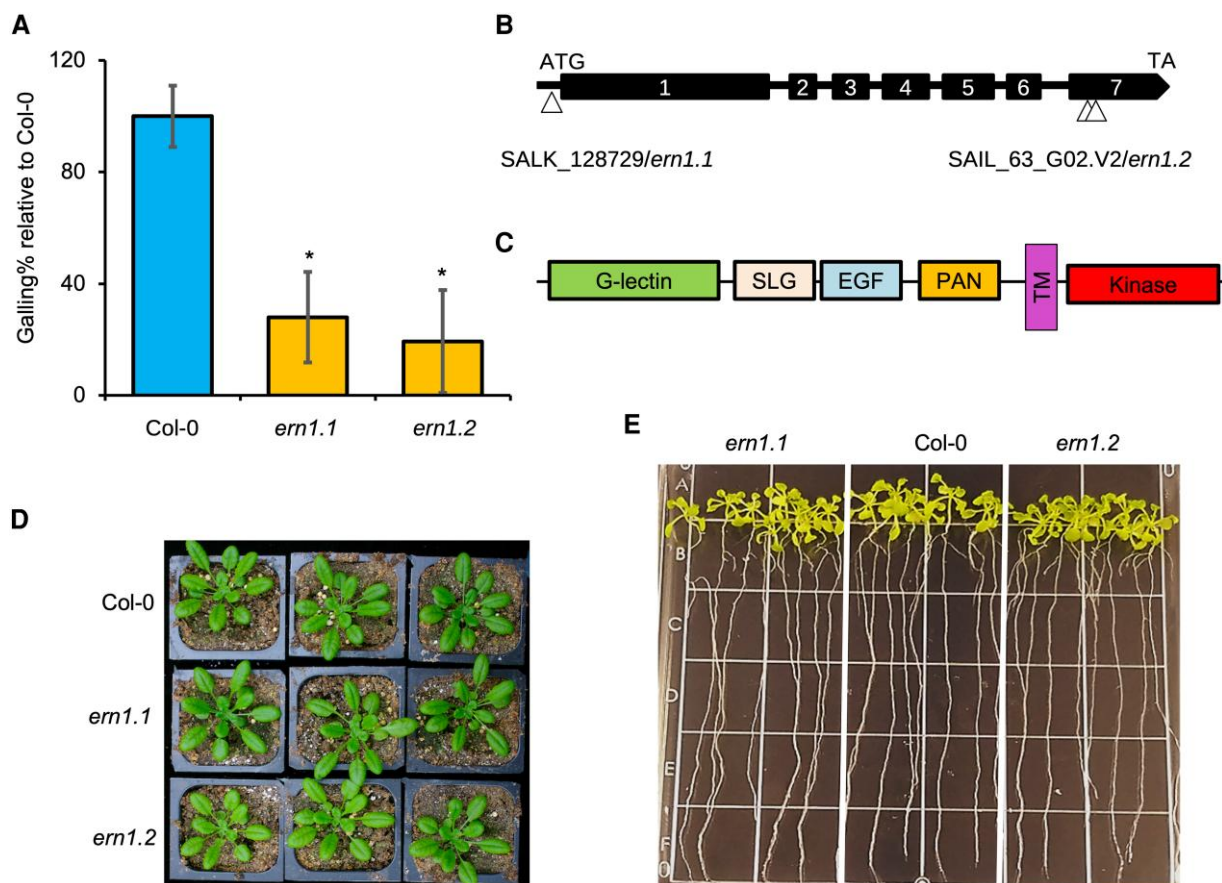 A
Galling% relative to Col-0
120
80
40
0
*
*
Col-0
ern1.1
ern1.2
B
ATG
TA
1
2
3
4
5
6
7
SALK_128729/ern1.1
SAIL_63_G02.V2/ern1.2
C
G-lectin
SLG
EGF
PAN
TM
Kinase
D
Col-0
ern1.1
ern1.2
E
ern1.1
Col-0
ern1.2
A
B
C
D
E
F